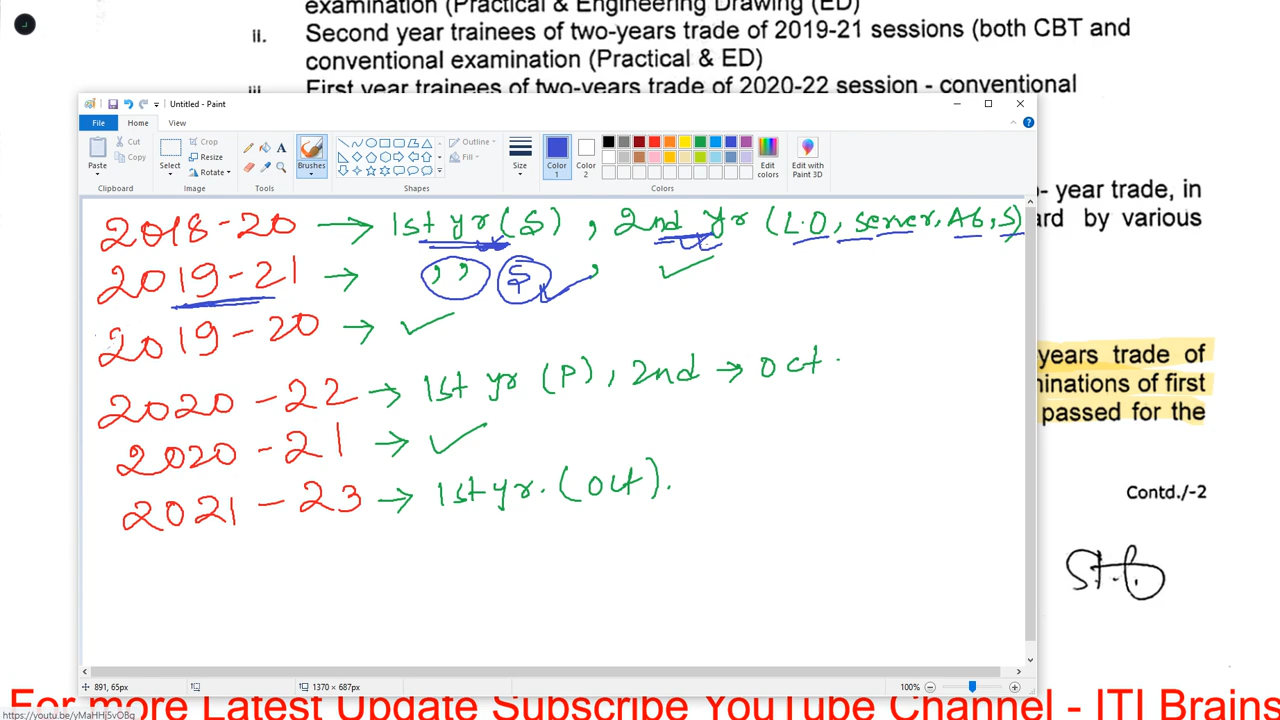 examination (Practical & Engineering Drawing (ED)
ii. Second year trainees of two-years trade of 2019-21 sessions (both CBT and
conventional examination (Practical & ED)
iii. First year trainees of two-years trade of 2020-22 session - conventional
Untitled - Paint
File Home View
Paste Cut Copy Select Crop Resize Rotate A Brushes Outline Fill Size Color 1 Color 2 Edit colors Edit with Paint 3D
Clipboard Image Tools Shapes Colors
o- year trade, in
ard by various
2018-20 → 1st yr (S), 2nd yr (L.O, server, Ab, S)
2019-21 → ,, S, ✓
2019-20 → ✓
years trade of
2020-22 → 1st yr (P), 2nd → Oct.
minations of first
passed for the
2020-21 → ✓
2021-23 → 1st yr. (Oct).
Contd./-2
891, 65px 1370 × 687px 100%
For more Latest Update Subscribe YouTube Channel - ITI Brains
https://youtu.be/yMaHHj5vOBg